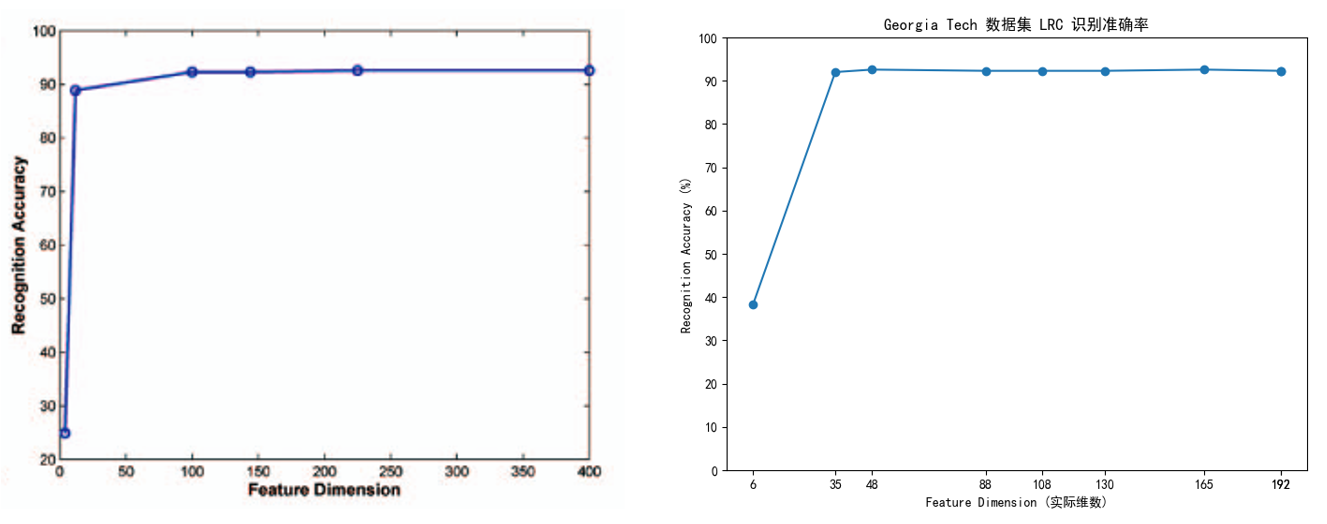 100
90
80
70
60
50
40
30
20
Recognition Accuracy
0 50 100 150 200 250 300 350 400
Feature Dimension
Georgia Tech 数据集 LRC 识别准确率
100
90
80
70
60
50
40
30
20
10
0
Recognition Accuracy (%)
6 35 48 88 108 130 165 192
Feature Dimension (实际维数)